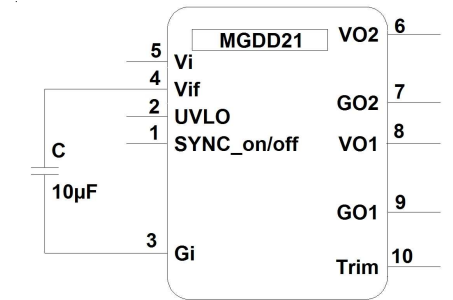 MGDD21
VO2 6
5 Vi
4 Vif
GO2 7
2 UVLO
1 SYNC_on/off
VO1 8
C
10µF
GO1 9
3 Gi
Trim 10